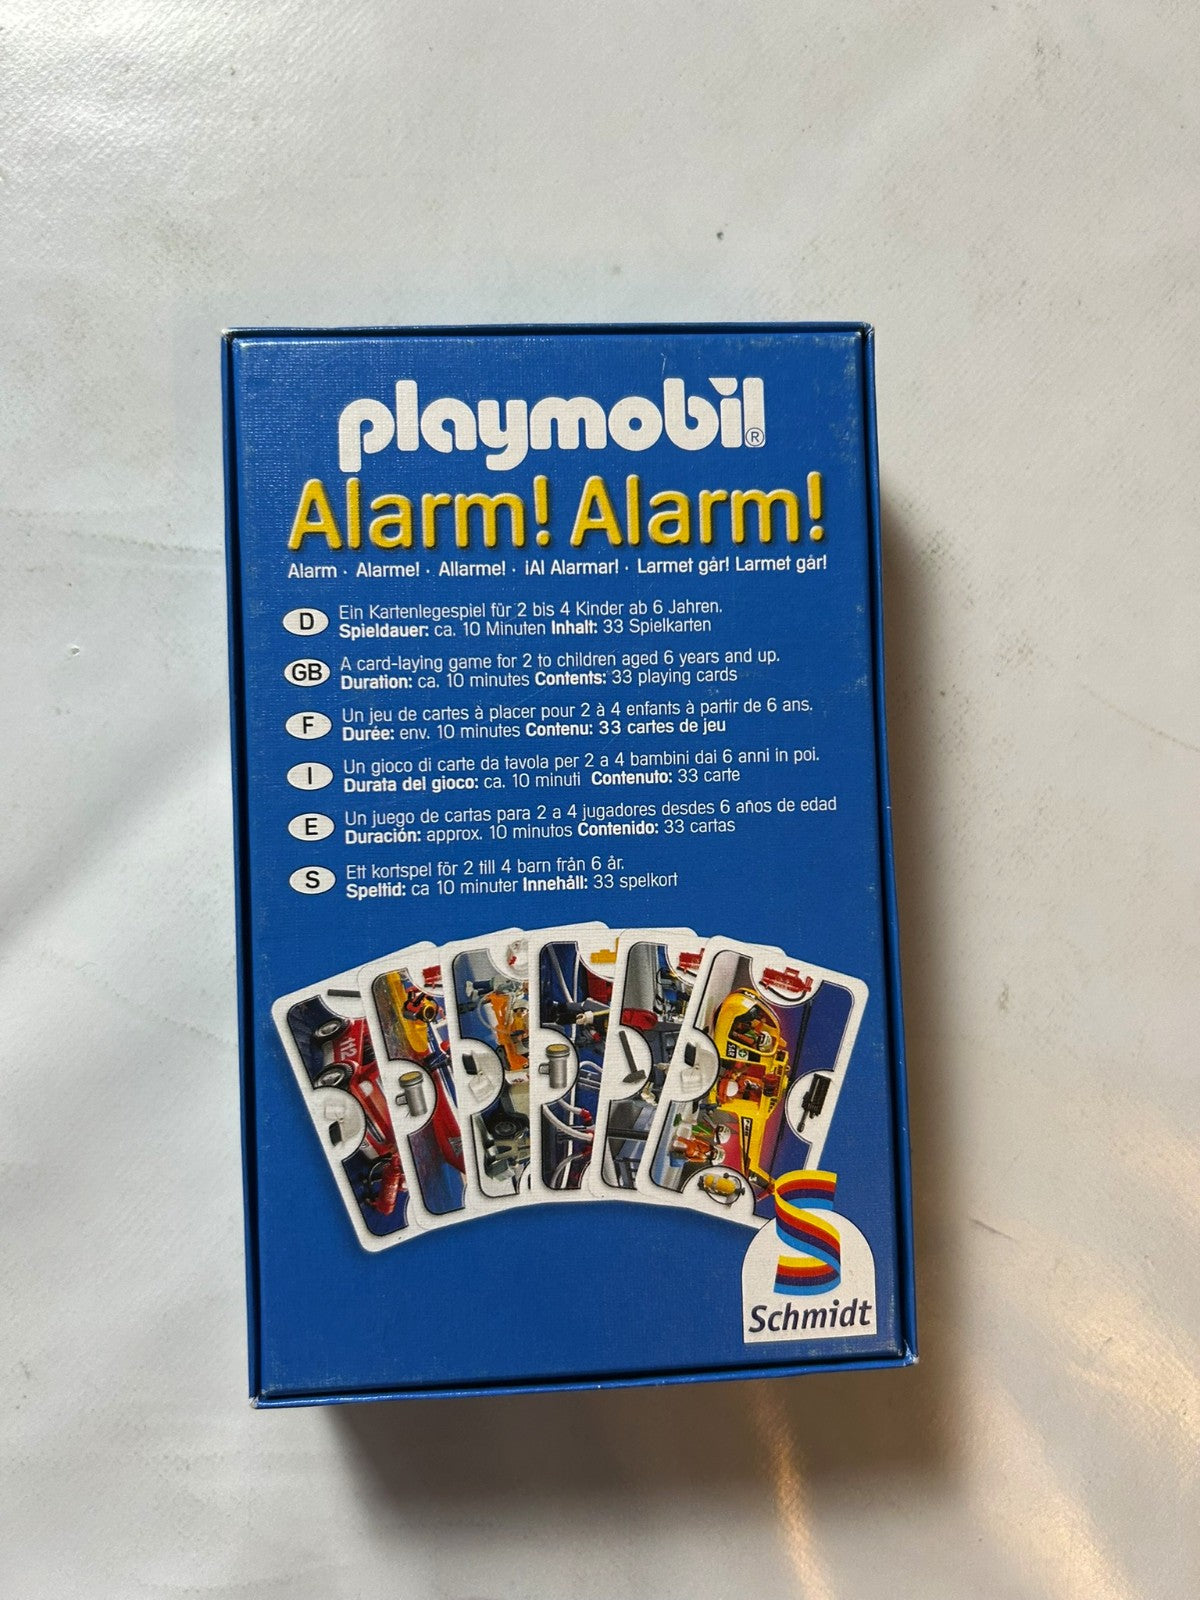 playmobil®
Alarm! Alarm!
Alarm · Alarme! · Allarme! · ¡Al Alarmar! · Larmet går! Larmet går!
D Ein Kartenlegespiel für 2 bis 4 Kinder ab 6 Jahren.
Spieldauer: ca. 10 Minuten Inhalt: 33 Spielkarten
GB A card-laying game for 2 to children aged 6 years and up.
Duration: ca. 10 minutes Contents: 33 playing cards
F Un jeu de cartes à placer pour 2 à 4 enfants à partir de 6 ans.
Durée: env. 10 minutes Contenu: 33 cartes de jeu
I Un gioco di carte da tavola per 2 a 4 bambini dai 6 anni in poi.
Durata del gioco: ca. 10 minuti Contenuto: 33 carte
E Un juego de cartas para 2 a 4 jugadores desdes 6 años de edad
Duración: approx. 10 minutos Contenido: 33 cartas
S Ett kortspel för 2 till 4 barn från 6 år.
Speltid: ca 10 minuter Innehåll: 33 spelkort
112
Schmidt